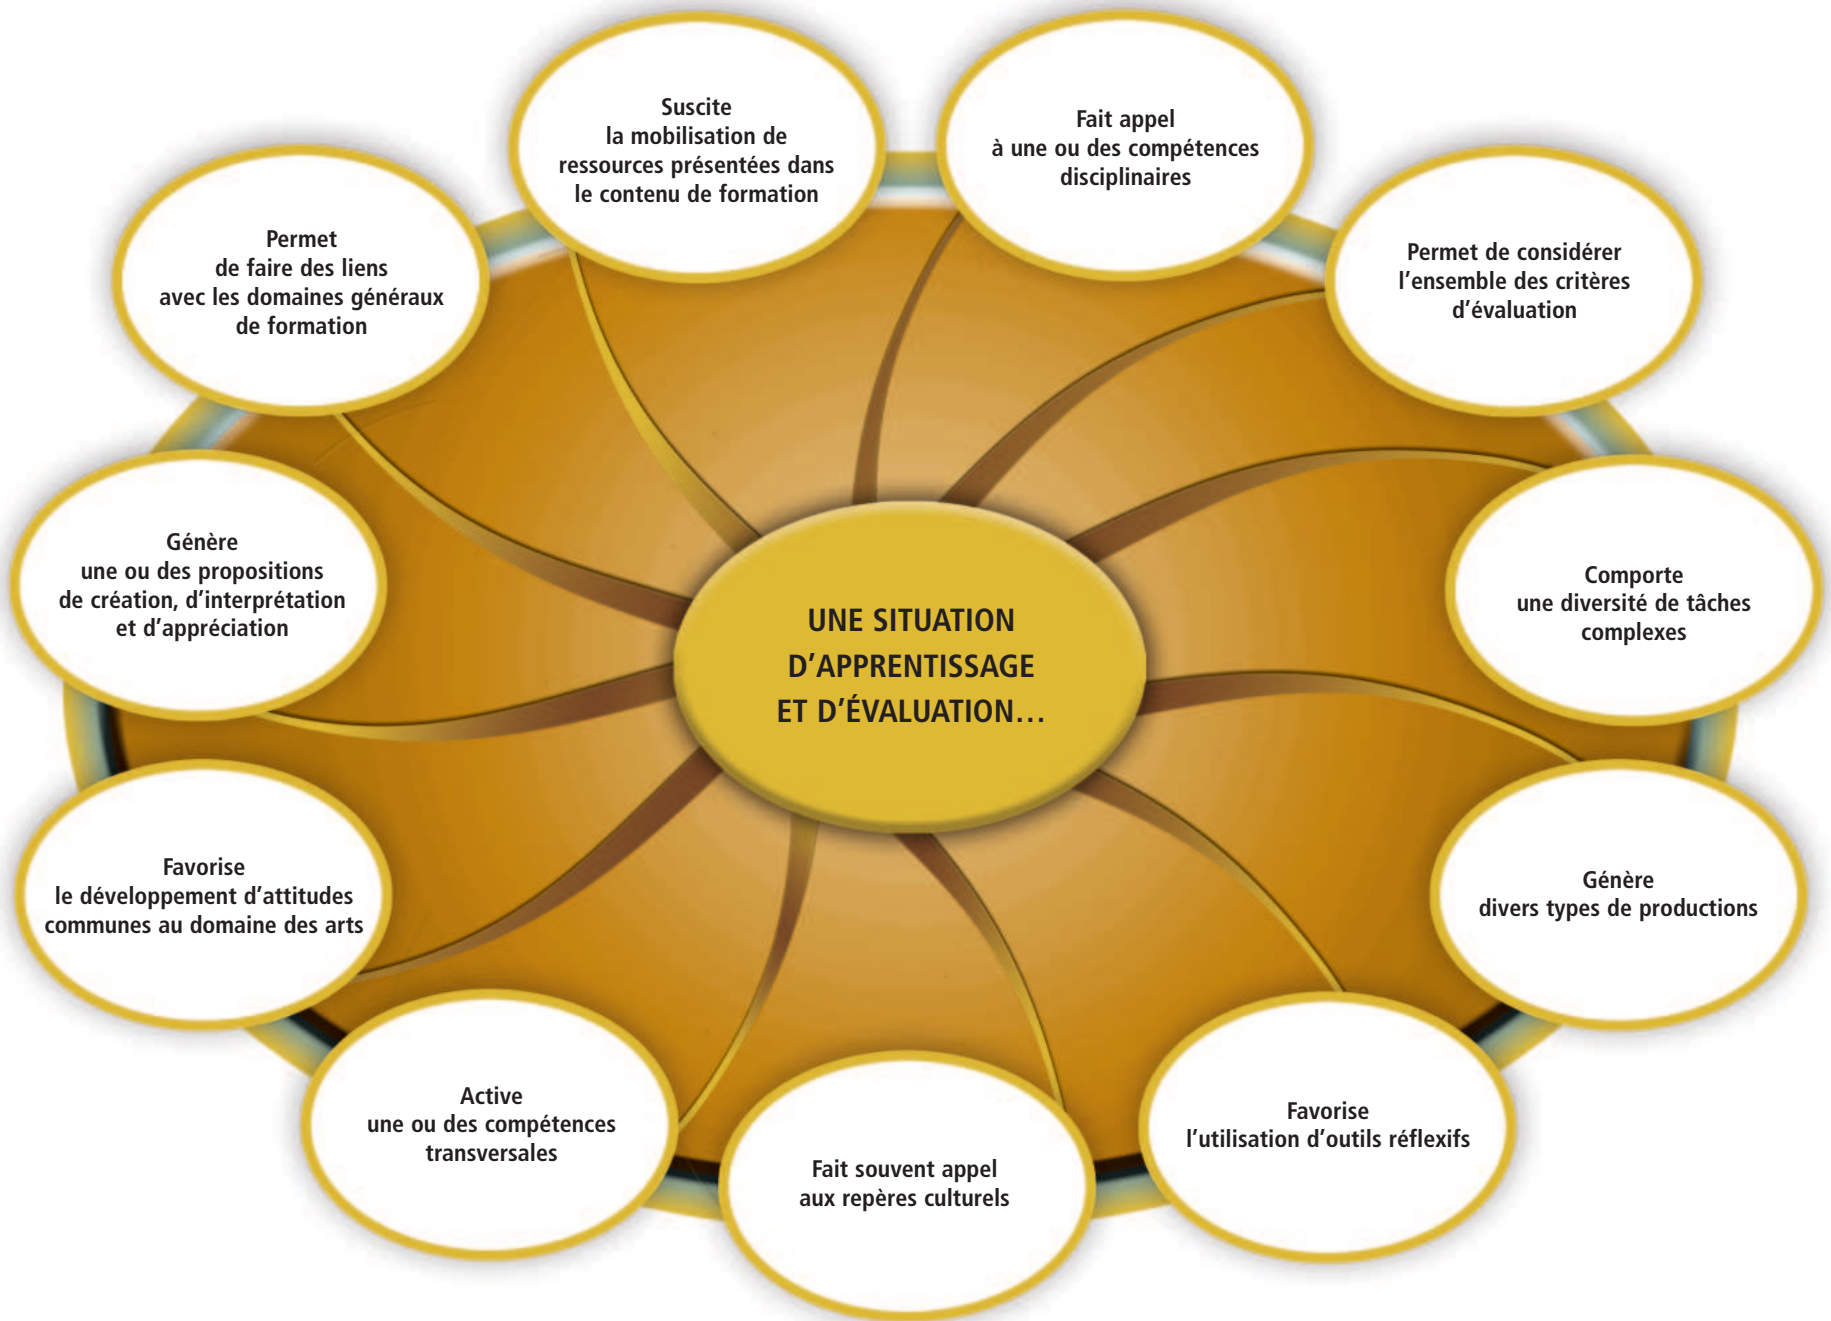 Suscite
la mobilisation de
ressources présentées dans
le contenu de formation
Fait appel
à une ou des compétences
disciplinaires
Permet de considérer
l'ensemble des critères
d'évaluation
Comporte
une diversité de tâches
complexes
Génère
divers types de productions
Favorise
l'utilisation d'outils réflexifs
Fait souvent appel
aux repères culturels
Active
une ou des compétences
transversales
Favorise
le développement d'attitudes
communes au domaine des arts
Génère
une ou des propositions
de création, d'interprétation
et d'appréciation
Permet
de faire des liens
avec les domaines généraux
de formation
UNE SITUATION
D'APPRENTISSAGE
ET D'ÉVALUATION…